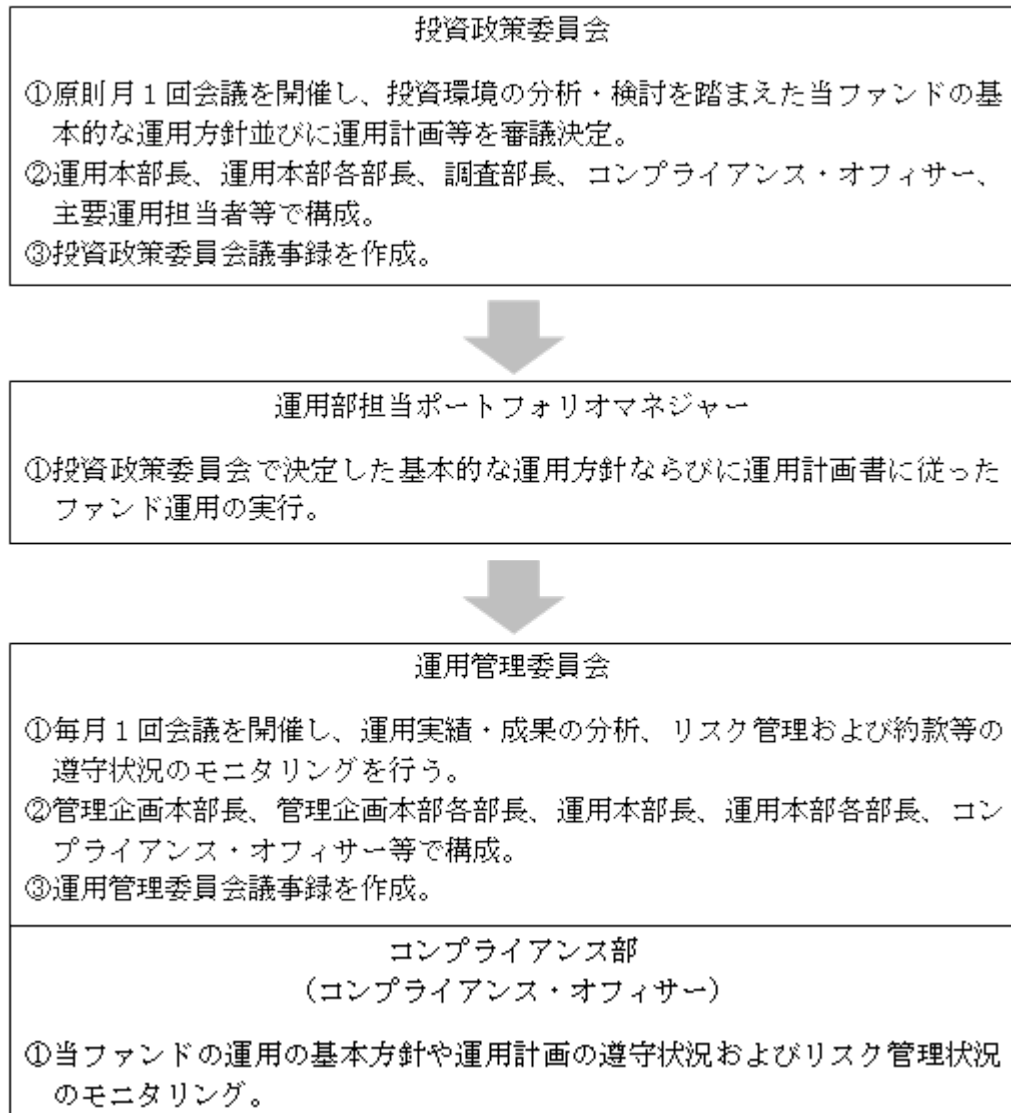 投資政策委員会
①原則月１回会議を開催し、投資環境の分析・検討を踏まえた当ファンドの基
本的な運用方針並びに運用計画等を審議決定。
②運用本部長、運用本部各部長、調査部長、コンプライアンス・オフィサー、
主要運用担当者等で構成。
③投資政策委員会議事録を作成。
運用部担当ポートフォリオマネジャー
①投資政策委員会で決定した基本的な運用方針ならびに運用計画書に従った
ファンド運用の実行。
運用管理委員会
①毎月１回会議を開催し、運用実績・成果の分析、リスク管理および約款等の
遵守状況のモニタリングを行う。
②管理企画本部長、管理企画本部各部長、運用本部長、運用本部各部長、コン
プライアンス・オフィサー等で構成。
③運用管理委員会議事録を作成。
コンプライアンス部
（コンプライアンス・オフィサー）
①当ファンドの運用の基本方針や運用計画の遵守状況およびリスク管理状況
のモニタリング。